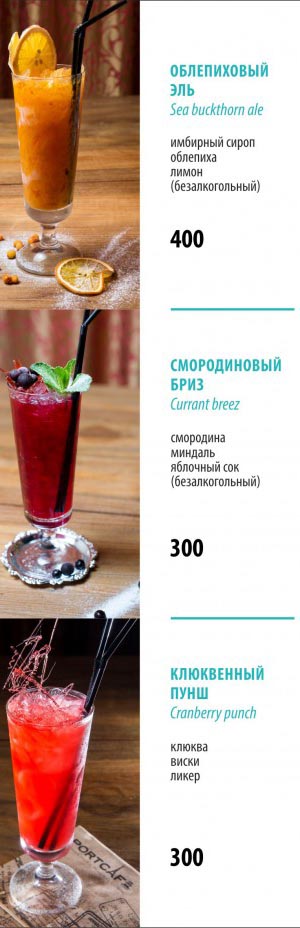 ОБЛЕПИХОВЫЙ
ЭЛЬ
Sea buckthorn ale
имбирный сироп
облепиха
лимон
(безалкогольный)
400
СМОРОДИНОВЫЙ
БРИЗ
Currant breez
смородина
миндаль
яблочный сок
(безалкогольный)
300
КЛЮКВЕННЫЙ
ПУНШ
Cranberry punch
клюква
виски
ликер
300
PORTCAFE